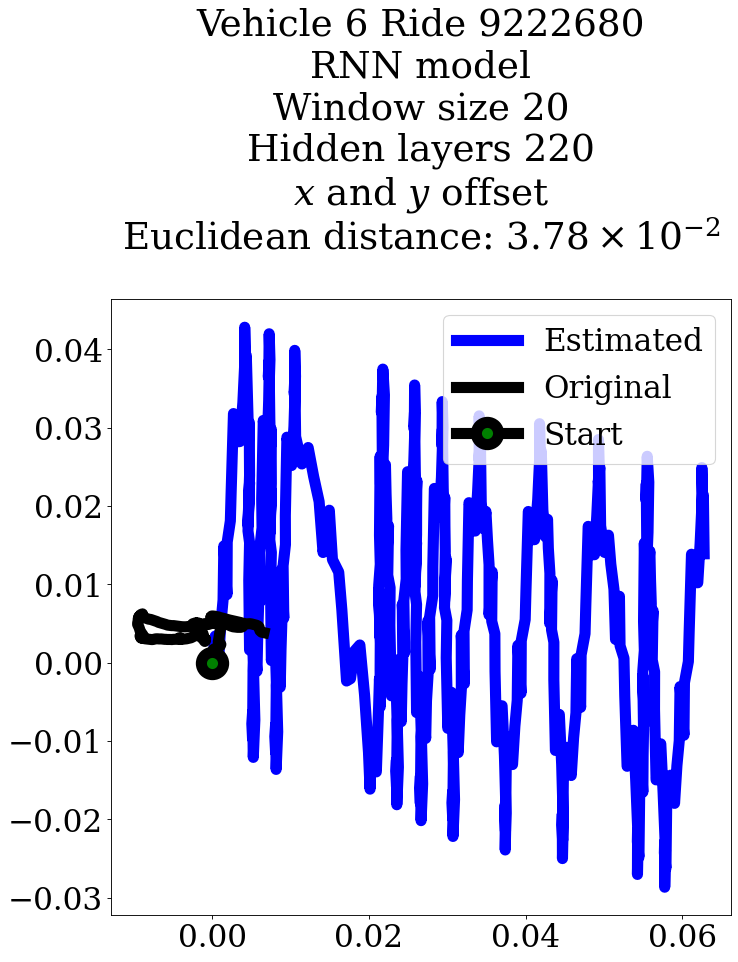 Vehicle 6 Ride 9222680
RNN model
Window size 20
Hidden layers 220
x and y offset
Euclidean distance: 3.78 × 10⁻²
Estimated
Original
Start
0.04
0.03
0.02
0.01
0.00
−0.01
−0.02
−0.03
0.00 0.02 0.04 0.06